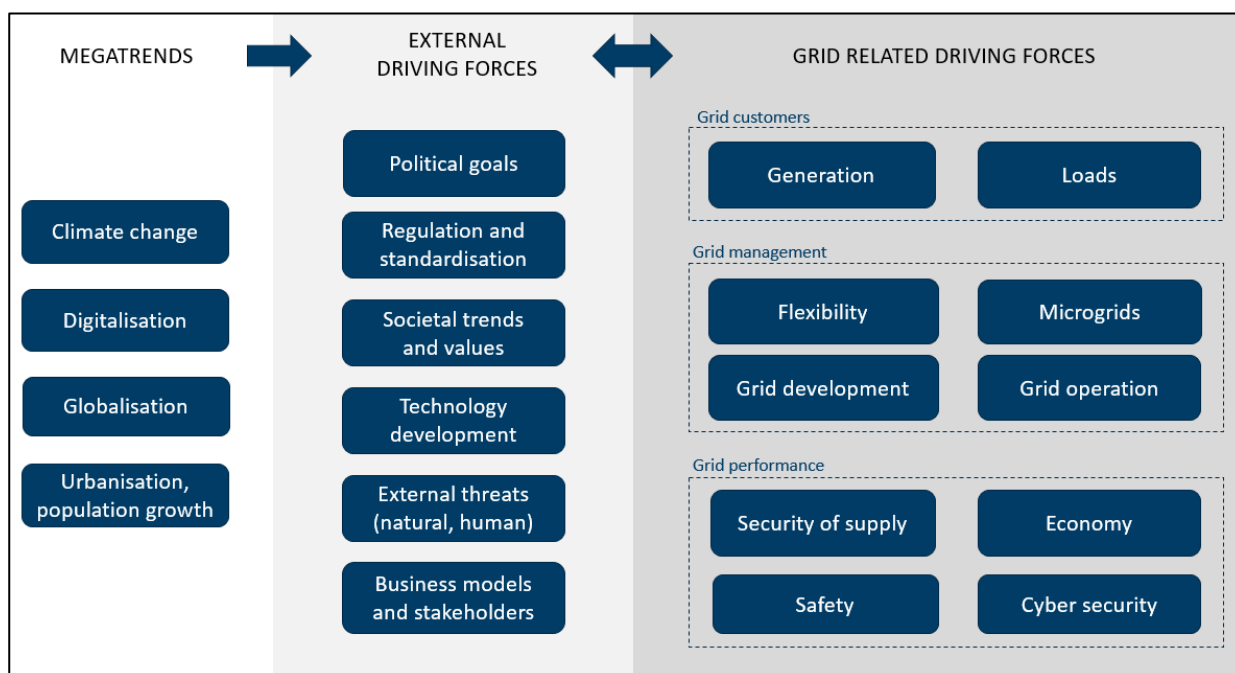 MEGATRENDS
Climate change
Digitalisation
Globalisation
Urbanisation,
population growth
EXTERNAL
DRIVING FORCES
Political goals
Regulation and
standardisation
Societal trends
and values
Technology
development
External threats
(natural, human)
Business models
and stakeholders
GRID RELATED DRIVING FORCES
Grid customers
Generation
Loads
Grid management
Flexibility
Microgrids
Grid development
Grid operation
Grid performance
Security of supply
Economy
Safety
Cyber security